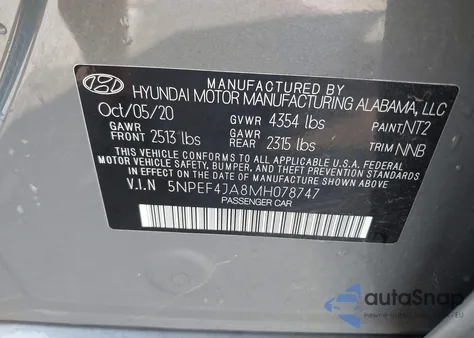 MANUFACTURED BY
HYUNDAI MOTOR MANUFACTURING ALABAMA, LLC
Oct/05/20 GVWR 4354 lbs PAINT NT2
GAWR FRONT 2513 lbs GAWR REAR 2315 lbs TRIM NNB
THIS VEHICLE CONFORMS TO ALL APPLICABLE U.S.A. FEDERAL
MOTOR VEHICLE SAFETY, BUMPER, AND THEFT PREVENTION STANDARDS
IN EFFECT ON THE DATE OF MANUFACTURE SHOWN ABOVE.
V.I.N 5NPEF4JA8MH078747
PASSENGER CAR
autoSnap